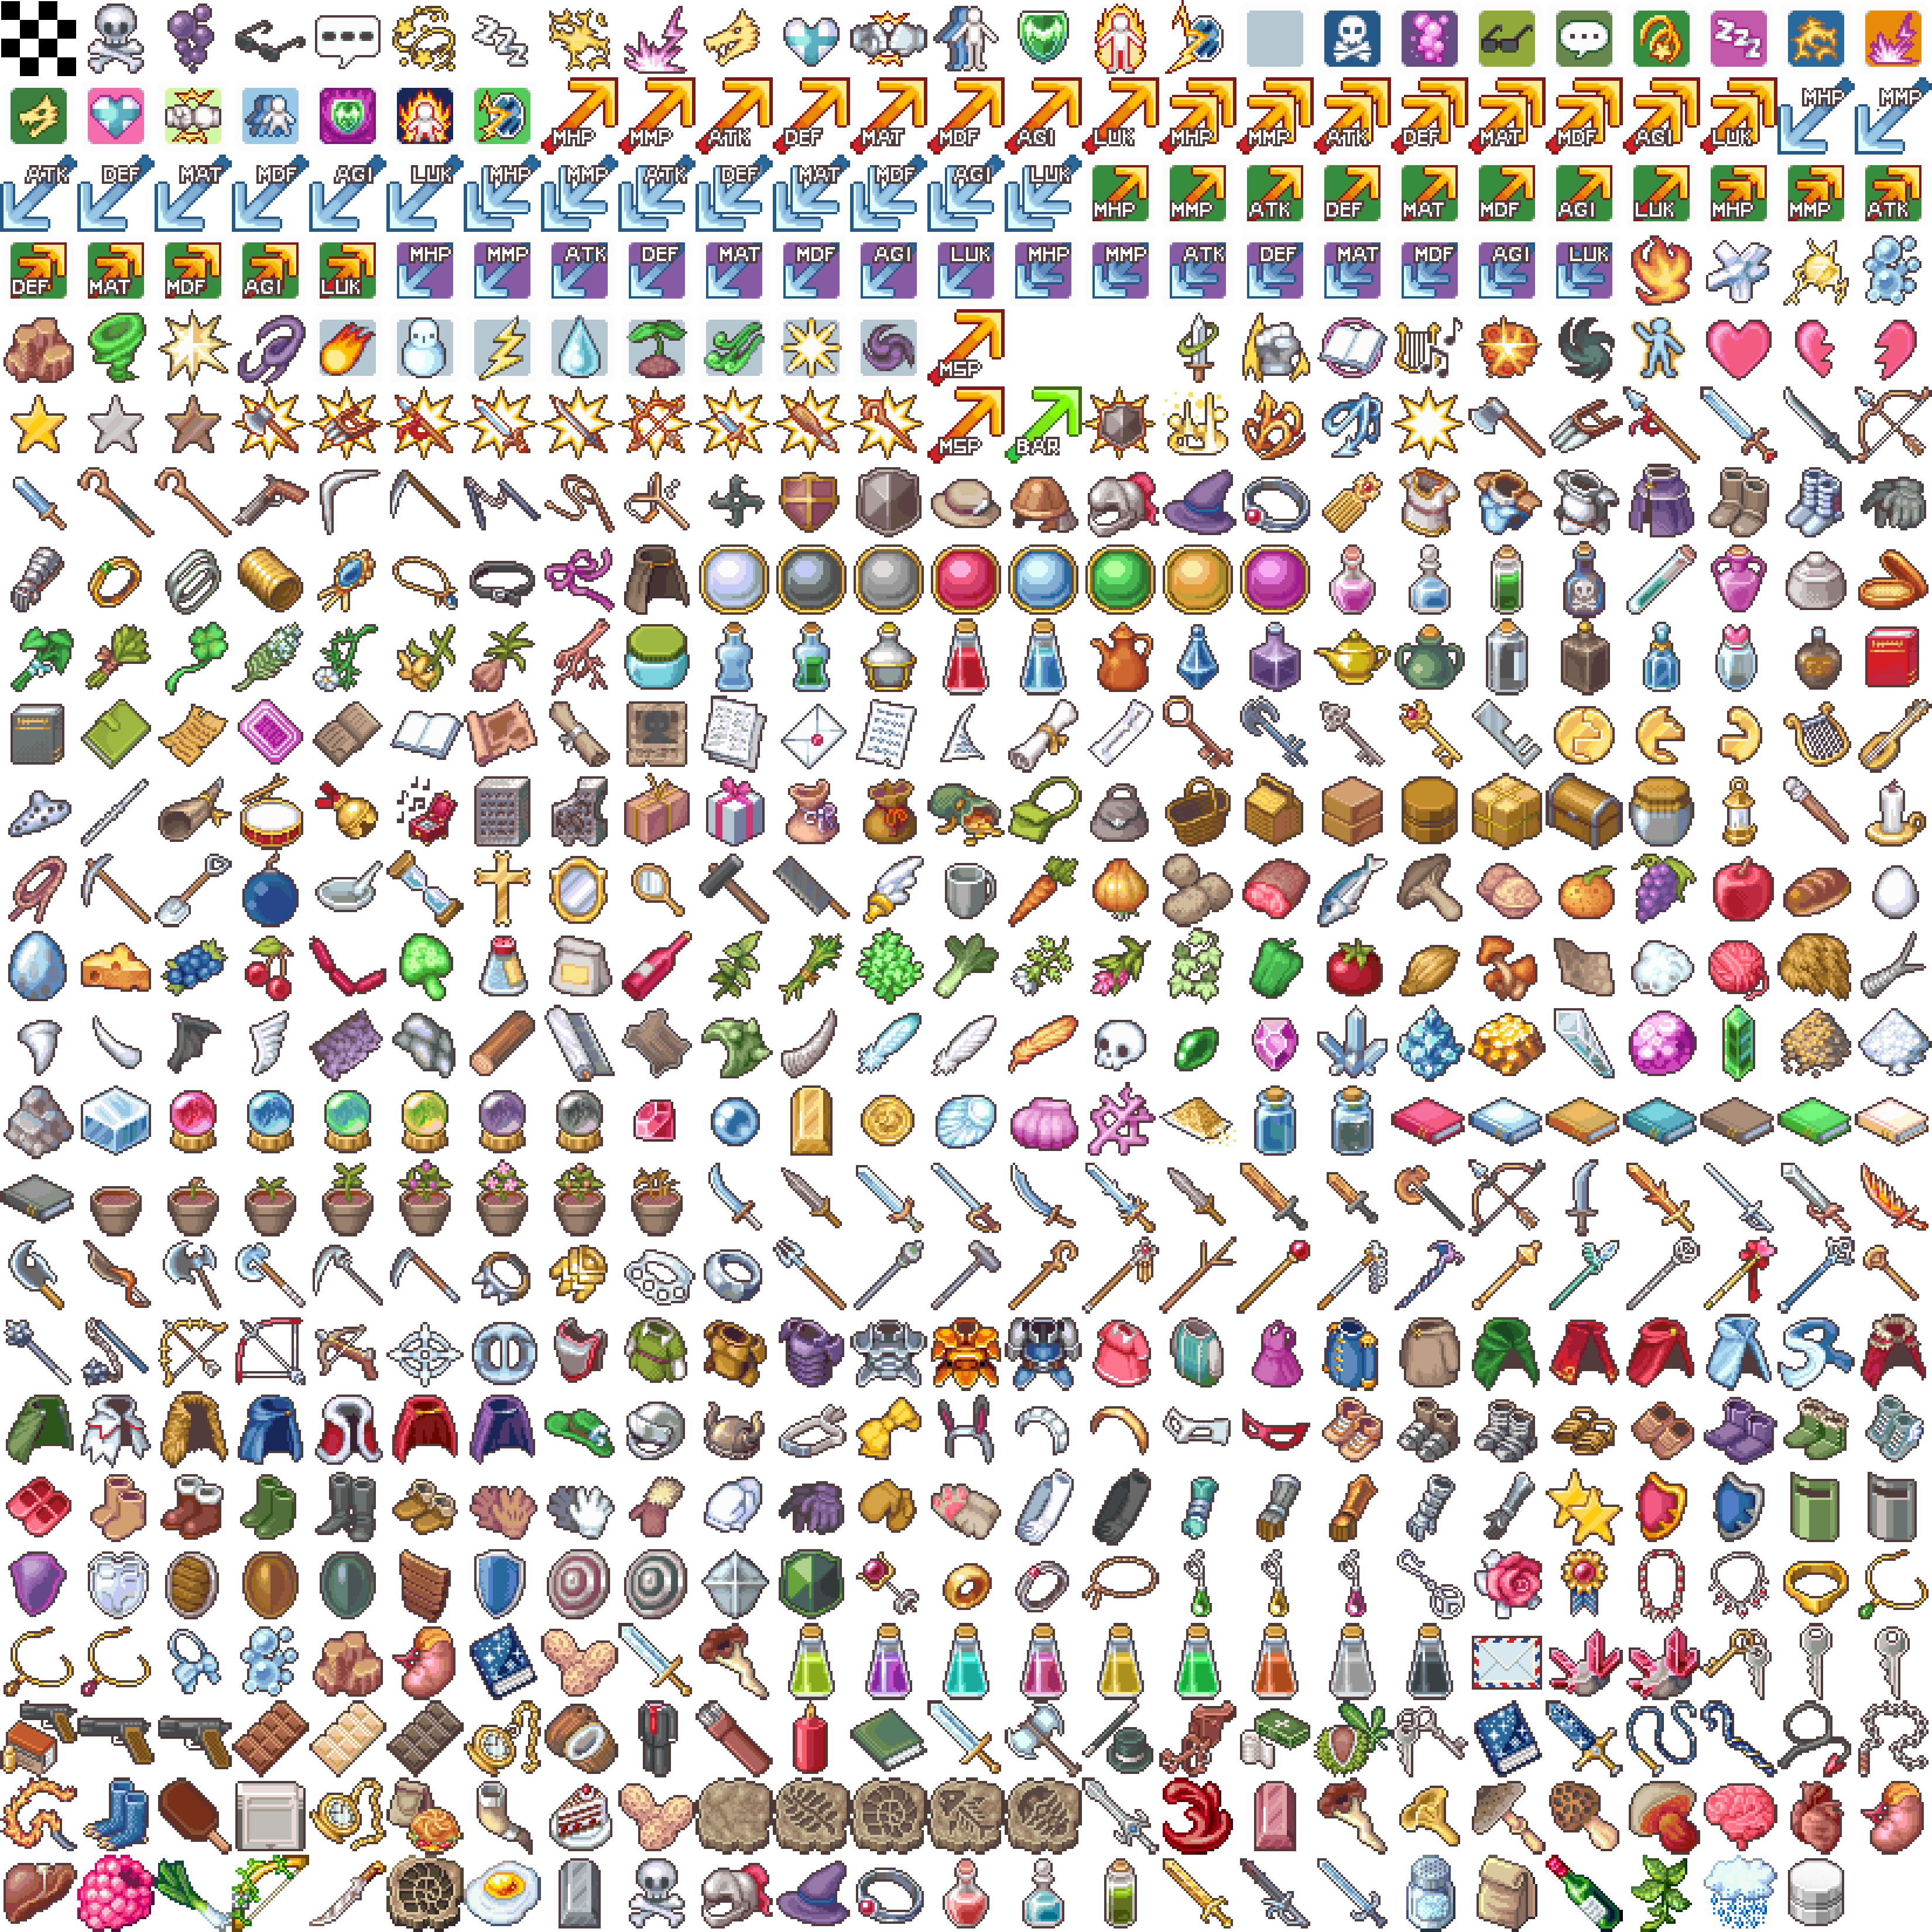 ZZZ ZZZ
MHP MMP ATK DEF MAT MDF AGI LUK MHP MMP ATK DEF MAT MDF AGI LUK MHP MMP
ATK DEF MAT MDF AGI LUK MHP MMP ATK DEF MAT MDF AGI LUK MHP MMP ATK DEF MAT MDF AGI LUK MHP MMP ATK
DEF MAT MDF AGI LUK MHP MMP ATK DEF MAT MDF AGI LUK MHP MMP ATK DEF MAT MDF AGI LUK
MSP
MSP BAR